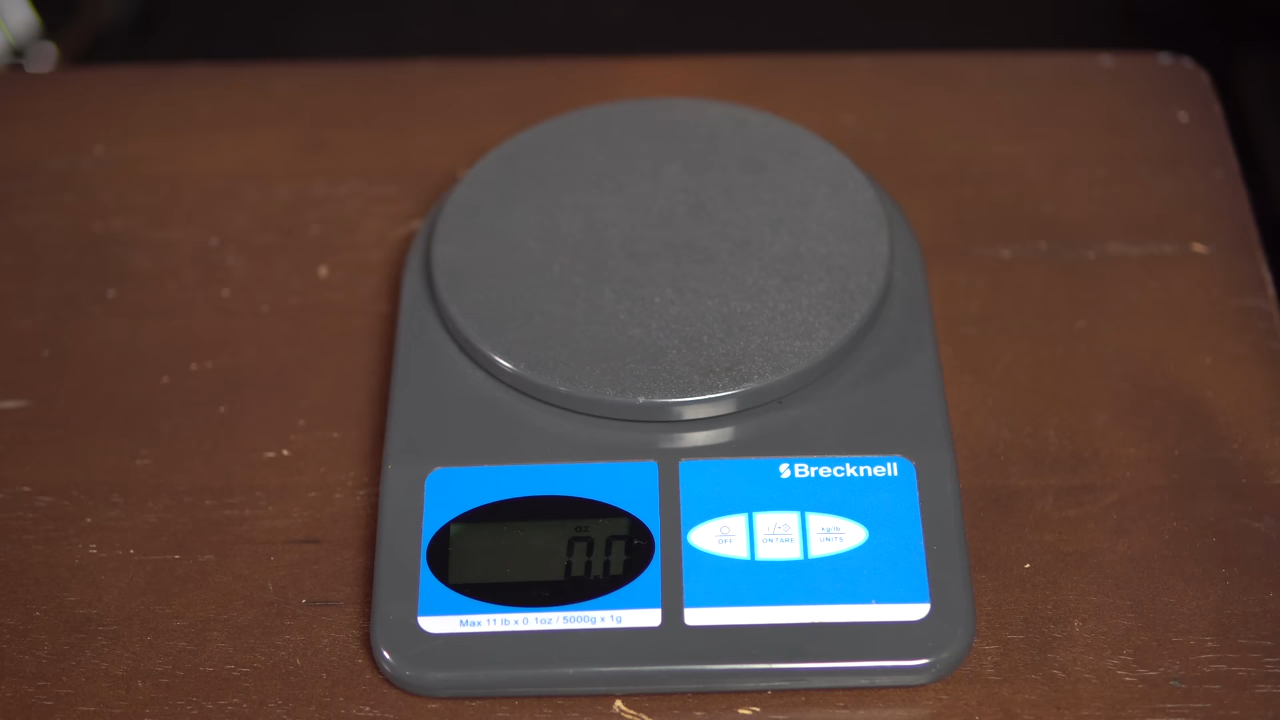 Brecknell
oz
0.0
OFF
ON TARE
kg/lb
UNITS
Max 11 lb x 0.1oz / 5000g x 1g